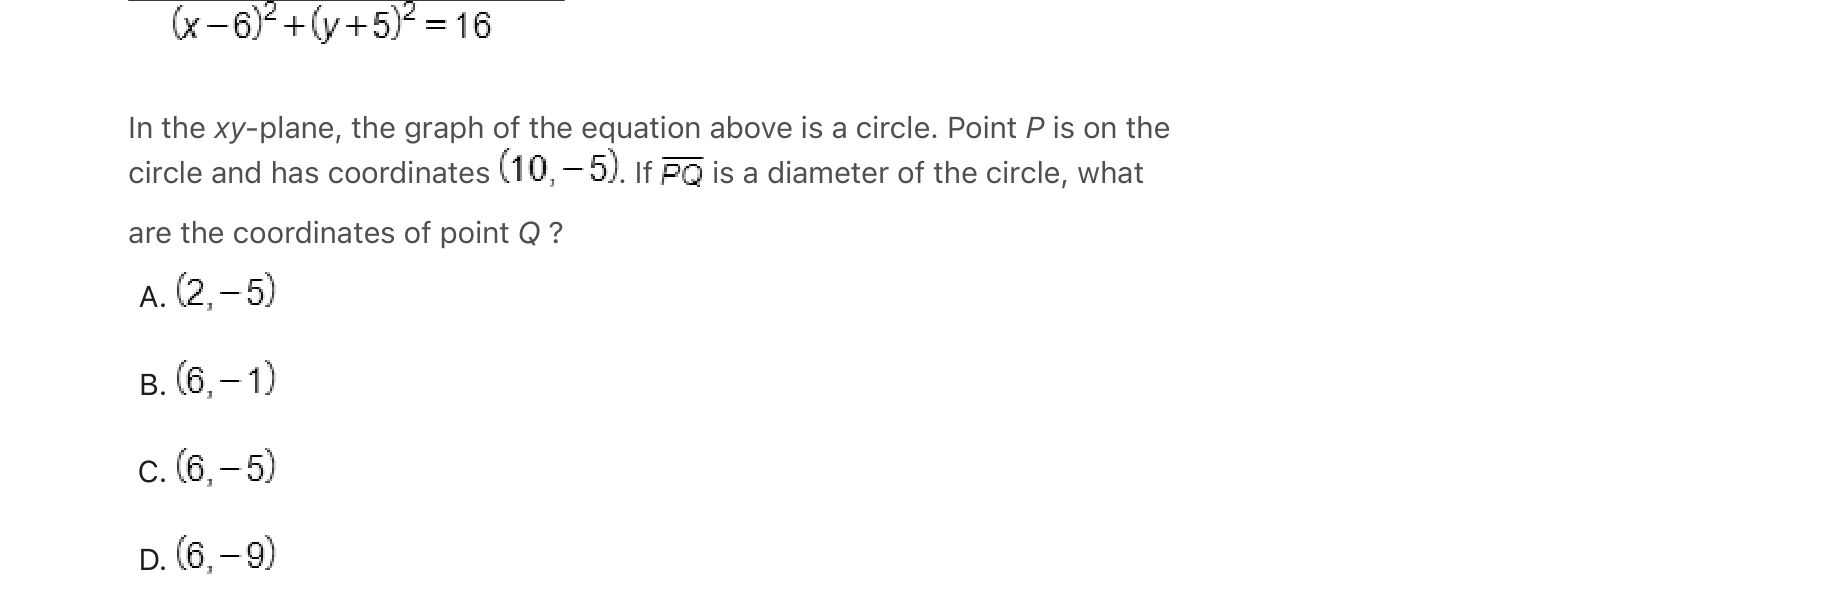 (x−6)²+(y+5)²=16
In the xy-plane, the graph of the equation above is a circle. Point P is on the
circle and has coordinates (10,−5). If P̅Q̅ is a diameter of the circle, what
are the coordinates of point Q ?
A. (2,−5)
B. (6,−1)
C. (6,−5)
D. (6,−9)